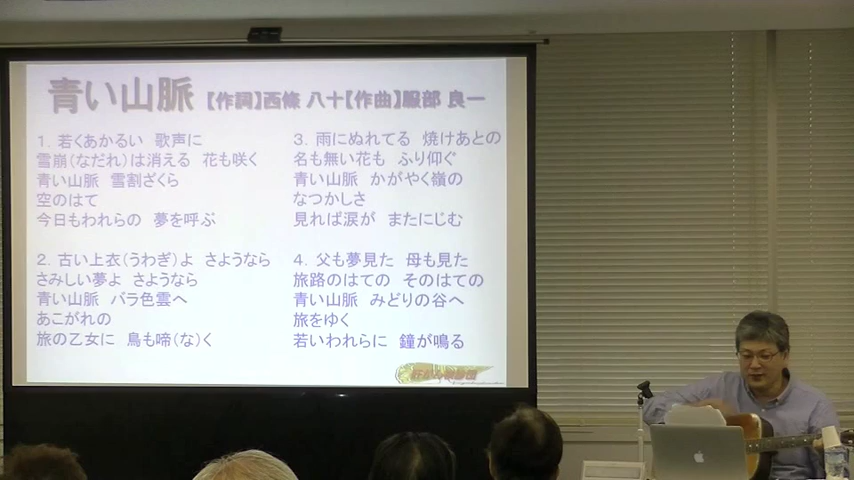 青い山脈 【作詞】西條 八十【作曲】服部 良一
1．若くあかるい 歌声に
雪崩(なだれ)は消える 花も咲く
青い山脈 雪割ざくら
空のはて
今日もわれらの 夢を呼ぶ
2．古い上衣(うわぎ)よ さようなら
さみしい夢よ さようなら
青い山脈 バラ色雲へ
あこがれの
旅の乙女に 鳥も啼(な)く
3．雨にぬれてる 焼けあとの
名も無い花も ふり仰ぐ
青い山脈 かがやく嶺の
なつかしさ
見れば涙が またにじむ
4．父も夢見た 母も見た
旅路のはての そのはての
青い山脈 みどりの谷へ
旅をゆく
若いわれらに 鐘が鳴る